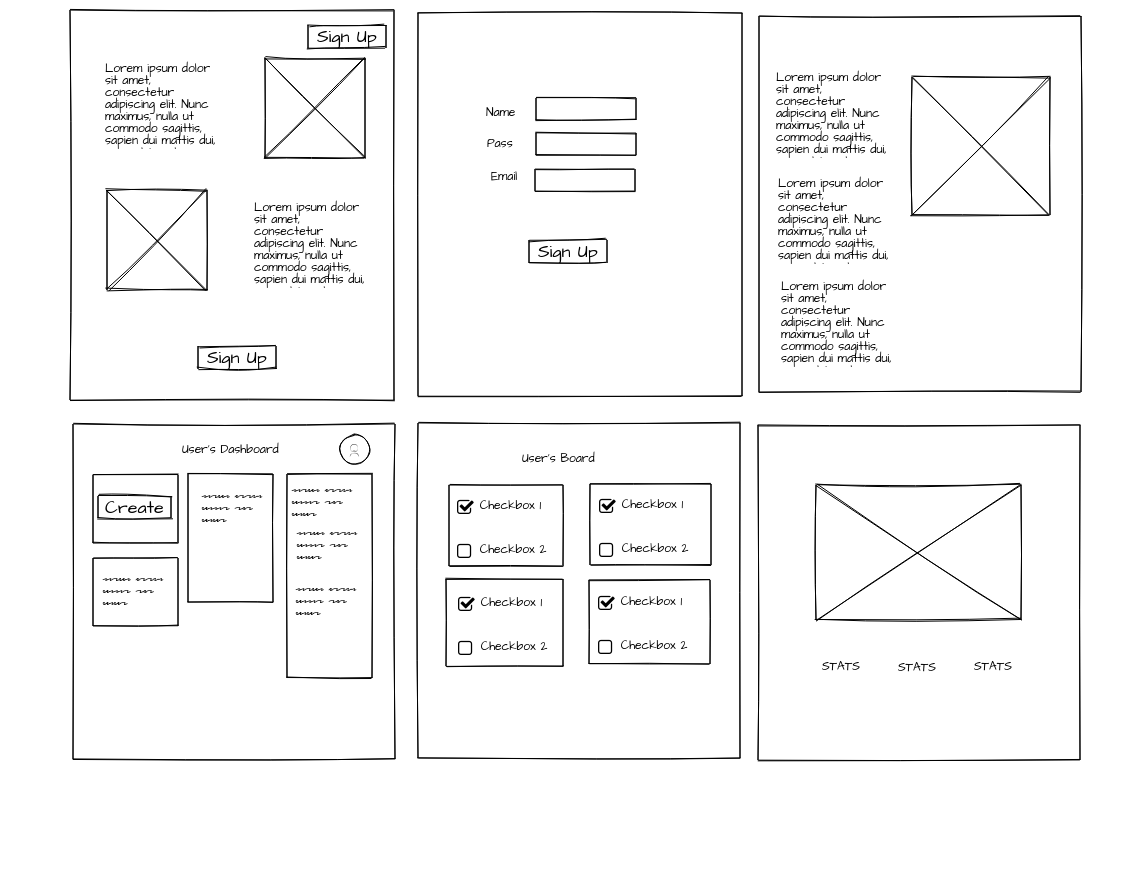 Sign Up
Lorem ipsum dolor
sit amet,
consectetur
adipiscing elit. Nunc
maximus, nulla ut
commodo sagittis,
sapien dui mattis dui,
Lorem ipsum dolor
sit amet,
consectetur
adipiscing elit. Nunc
maximus, nulla ut
commodo sagittis,
sapien dui mattis dui,
Sign Up
Name
Pass
Email
Sign Up
Lorem ipsum dolor
sit amet,
consectetur
adipiscing elit. Nunc
maximus, nulla ut
commodo sagittis,
sapien dui mattis dui,
Lorem ipsum dolor
sit amet,
consectetur
adipiscing elit. Nunc
maximus, nulla ut
commodo sagittis,
sapien dui mattis dui,
Lorem ipsum dolor
sit amet,
consectetur
adipiscing elit. Nunc
maximus, nulla ut
commodo sagittis,
sapien dui mattis dui,
User's Dashboard
Create
User's Board
Checkbox 1
Checkbox 2
Checkbox 1
Checkbox 2
Checkbox 1
Checkbox 2
Checkbox 1
Checkbox 2
STATS
STATS
STATS